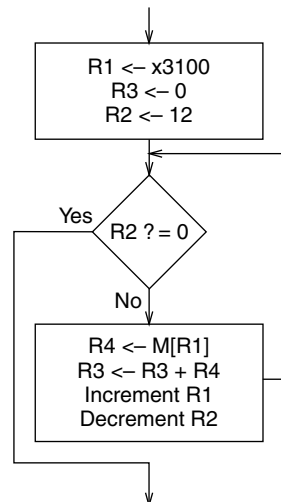 R1 <– x3100
R3 <– 0
R2 <– 12
Yes
R2 ? = 0
No
R4 <– M[R1]
R3 <– R3 + R4
Increment R1
Decrement R2